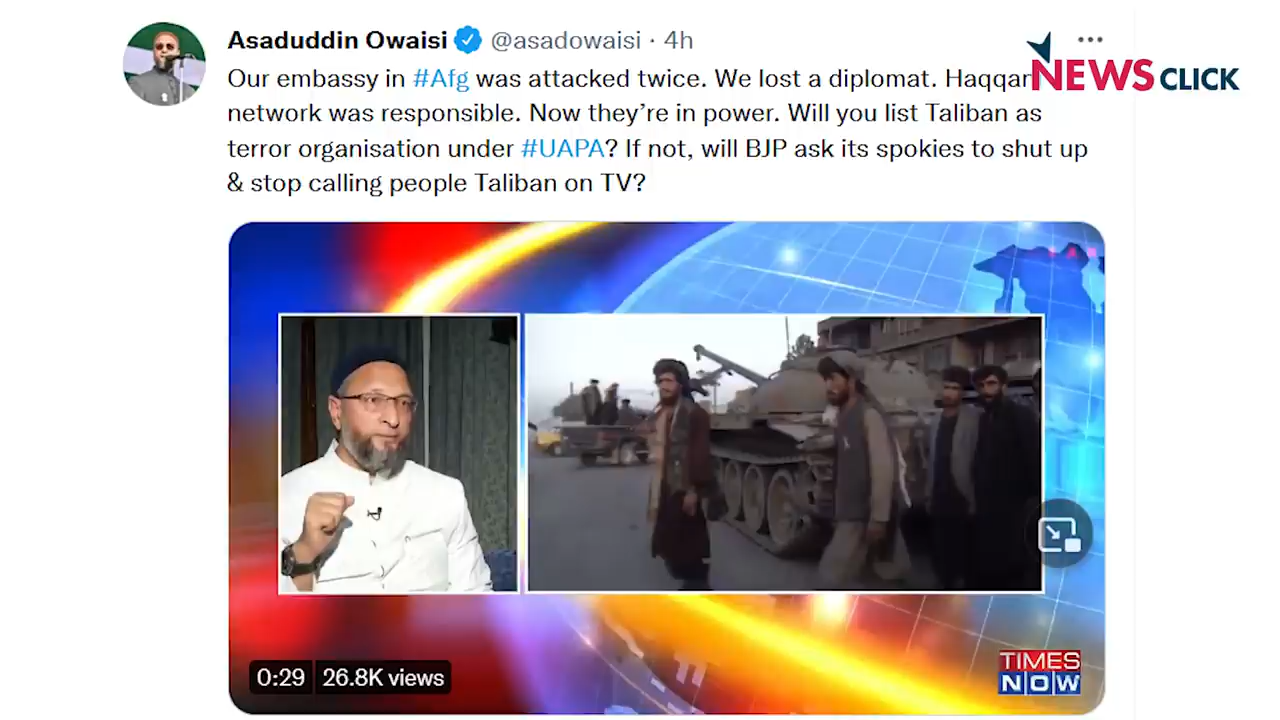 Asaduddin Owaisi @asadowaisi · 4h
NEWS CLICK
Our embassy in #Afg was attacked twice. We lost a diplomat.
network was responsible. Now they’re in power. Will you list Taliban as
terror organisation under #UAPA? If not, will BJP ask its spokies to shut up
& stop calling people Taliban on TV?
0:29 26.8K views
TIMES
NOW